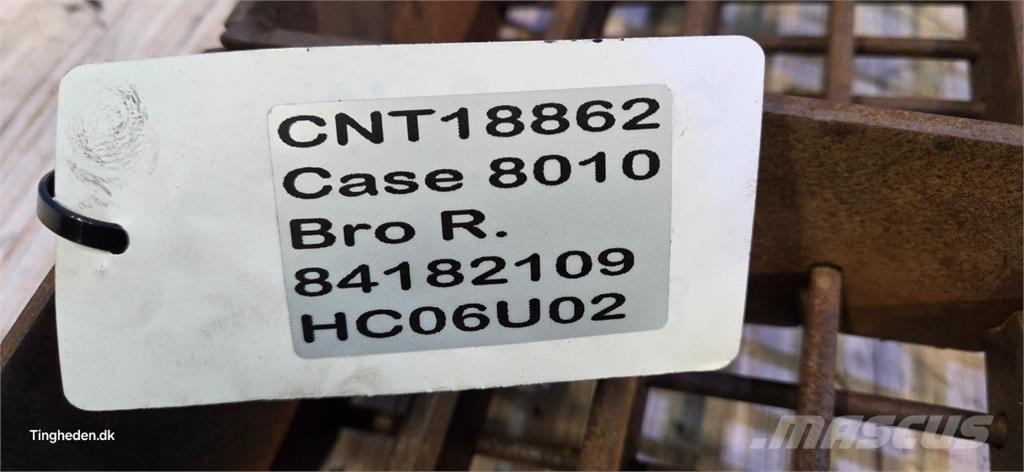 CNT18862
Case 8010
Bro R.
84182109
HC06U02
Tingheden.dk
MASCUS